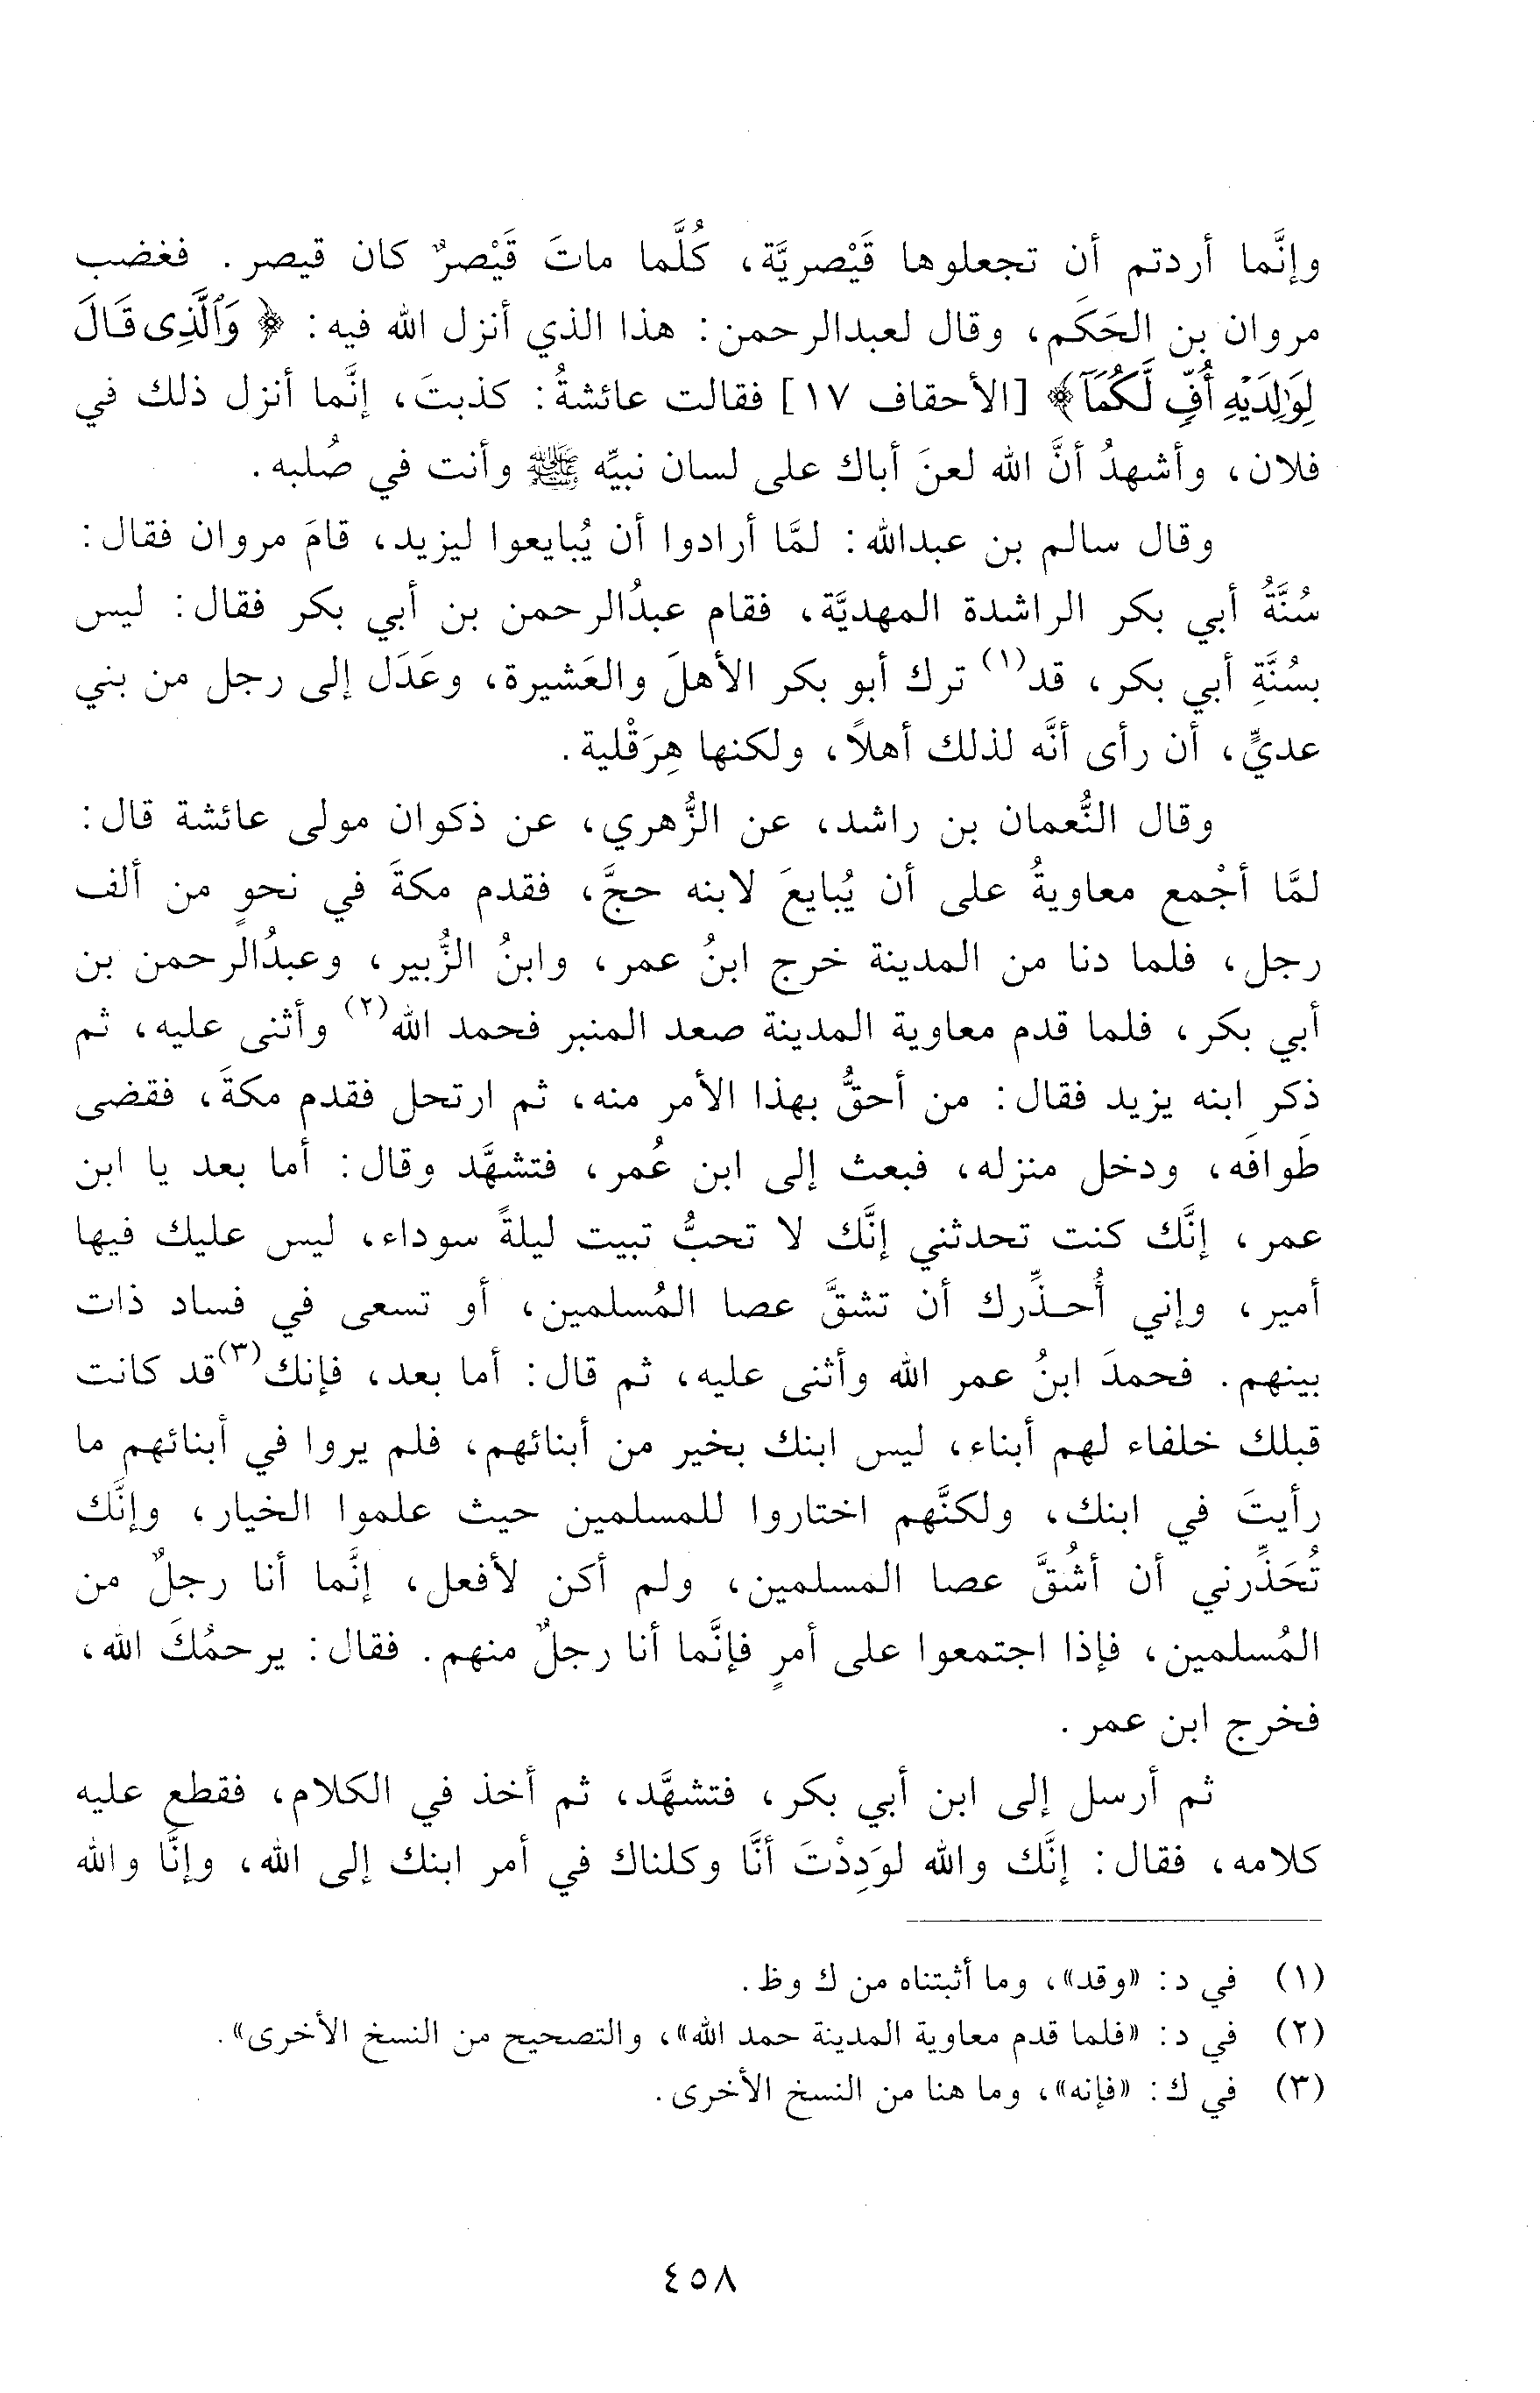 وإنَّما أردتم أن تجعلوها قَيْصريَّة، كُلَّما ماتَ قَيْصرٌ كان قيصر. فغضب
مروان بن الحَكَم، وقال لعبدالرحمن: هذا الذي أنزل الله فيه: ﴿ وَٱلَّذِى قَالَ
لِوَٰلِدَيْهِ أُفٍّ لَّكُمَآ﴾ [الأحقاف ١٧] فقالت عائشةُ: كذبتَ، إنَّما أنزل ذلك في
فلان، وأشهدُ أنَّ الله لعنَ أباك على لسان نبيِّه ﷺ وأنت في صُلبه.
وقال سالم بن عبدالله: لمَّا أرادوا أن يُبايعوا ليزيد، قامَ مروان فقال:
سُنَّةُ أبي بكر الراشدة المهديَّة، فقام عبدُالرحمن بن أبي بكر فقال: ليس
بسُنَّةِ أبي بكر، قد(١) ترك أبو بكر الأهلَ والعَشيرة، وعَدَل إلى رجل من بني
عديٍّ، أن رأى أنَّه لذلك أهلاً، ولكنها هِرَقْلية.
وقال النُّعمان بن راشد، عن الزُّهري، عن ذكوان مولى عائشة قال:
لمَّا أجْمع معاويةُ على أن يُبايعَ لابنه حجَّ، فقدم مكةَ في نحوٍ من ألف
رجل، فلما دنا من المدينة خرج ابنُ عمر، وابنُ الزُّبير، وعبدُالرحمن بن
أبي بكر، فلما قدم معاوية المدينة صعد المنبر فحمد الله(٢) وأثنى عليه، ثم
ذكر ابنه يزيد فقال: من أحقُّ بهذا الأمر منه، ثم ارتحل فقدم مكةَ، فقضى
طَوافَه، ودخل منزله، فبعث إلى ابن عُمر، فتشهَّد وقال: أما بعد يا ابن
عمر، إنَّك كنت تحدثني إنَّك لا تحبُّ تبيت ليلةً سوداء، ليس عليك فيها
أمير، وإني أُحـذِّرك أن تشقَّ عصا المُسلمين، أو تسعى في فساد ذات
بينهم. فحمدَ ابنُ عمر الله وأثنى عليه، ثم قال: أما بعد، فإنك(٣) قد كانت
قبلك خلفاء لهم أبناء، ليس ابنك بخير من أبنائهم، فلم يروا في أبنائهم ما
رأيتَ في ابنك، ولكنَّهم اختاروا للمسلمين حيث علموا الخيار، وإنَّك
تُحَذِّرني أن أشُقَّ عصا المسلمين، ولم أكن لأفعل، إنَّما أنا رجلٌ من
المُسلمين، فإذا اجتمعوا على أمرٍ فإنَّما أنا رجلٌ منهم. فقال: يرحمُكَ الله،
فخرج ابن عمر.
ثم أرسل إلى ابن أبي بكر، فتشهَّد، ثم أخذ في الكلام، فقطع عليه
كلامه، فقال: إنَّك والله لوَدِدْتَ أنَّا وكلناك في أمر ابنك إلى الله، وإنَّا والله
(١) في د: «وقد»، وما أثبتناه من ك وظ.
(٢) في د: «فلما قدم معاوية المدينة حمد الله»، والتصحيح من النسخ الأخرى».
(٣) في ك: «فإنه»، وما هنا من النسخ الأخرى.
٤٥٨